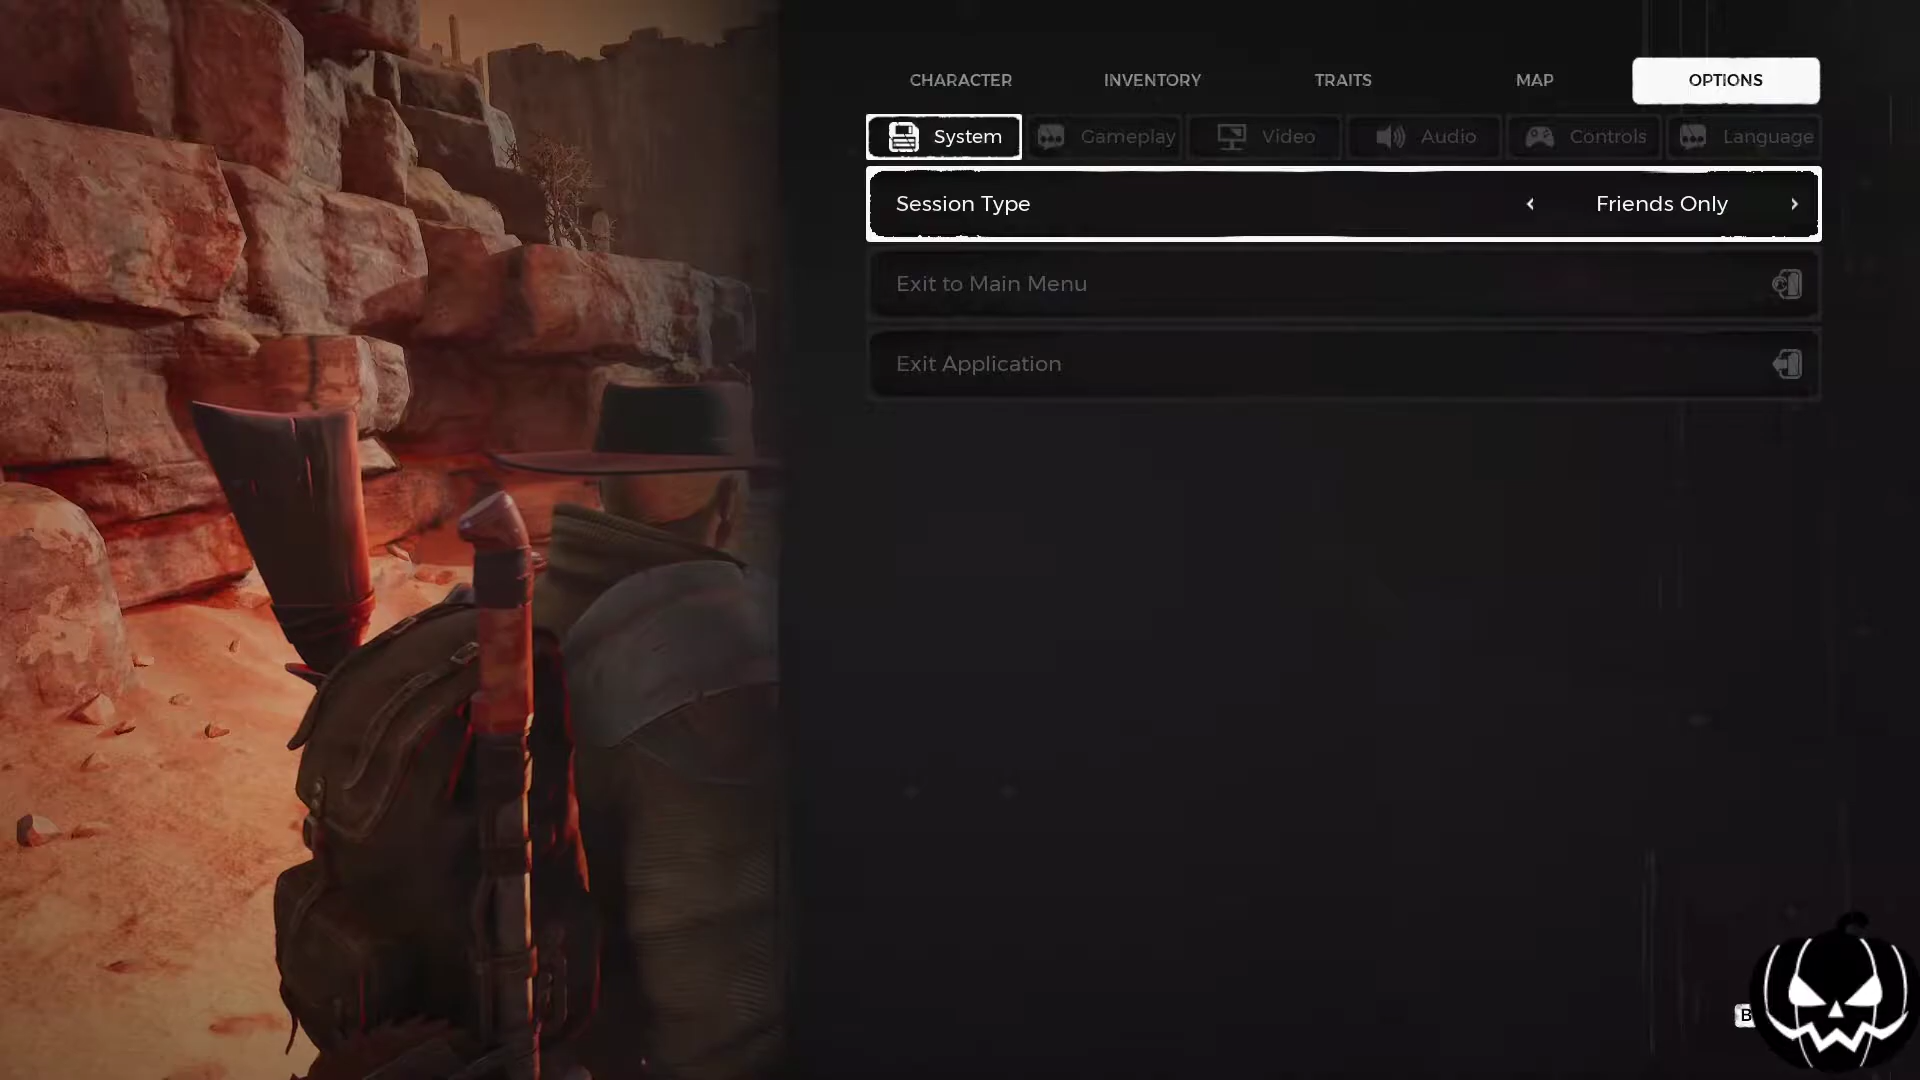 CHARACTER INVENTORY TRAITS MAP OPTIONS
System Gameplay Video Audio Controls Language
Session Type Friends Only
Exit to Main Menu
Exit Application
B